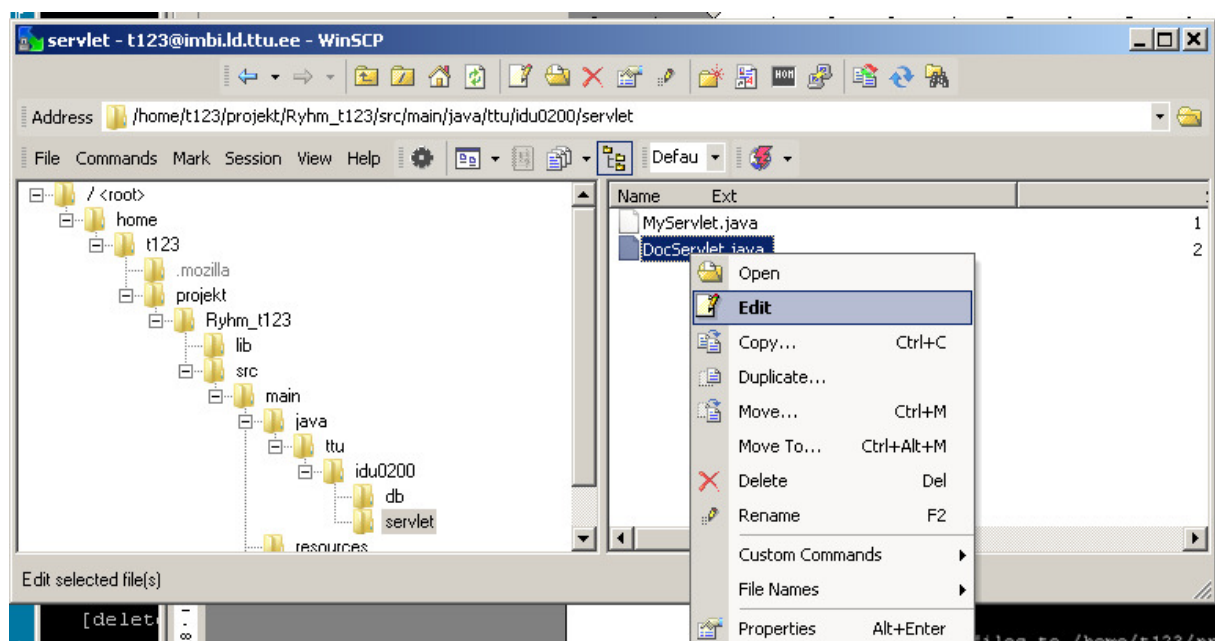 servlet - t123@imbi.ld.ttu.ee - WinSCP
Address /home/t123/projekt/Ryhm_t123/src/main/java/ttu/idu0200/servlet
File Commands Mark Session View Help Defau
/ <root>
home
t123
.mozilla
projekt
Ryhm_t123
lib
src
main
java
ttu
idu0200
db
servlet
resources
Name Ext
MyServlet.java 1
DocServlet.java 2
Open
Edit
Copy... Ctrl+C
Duplicate...
Move... Ctrl+M
Move To... Ctrl+Alt+M
Delete Del
Rename F2
Custom Commands
File Names
Properties Alt+Enter
Edit selected file(s)
[delet